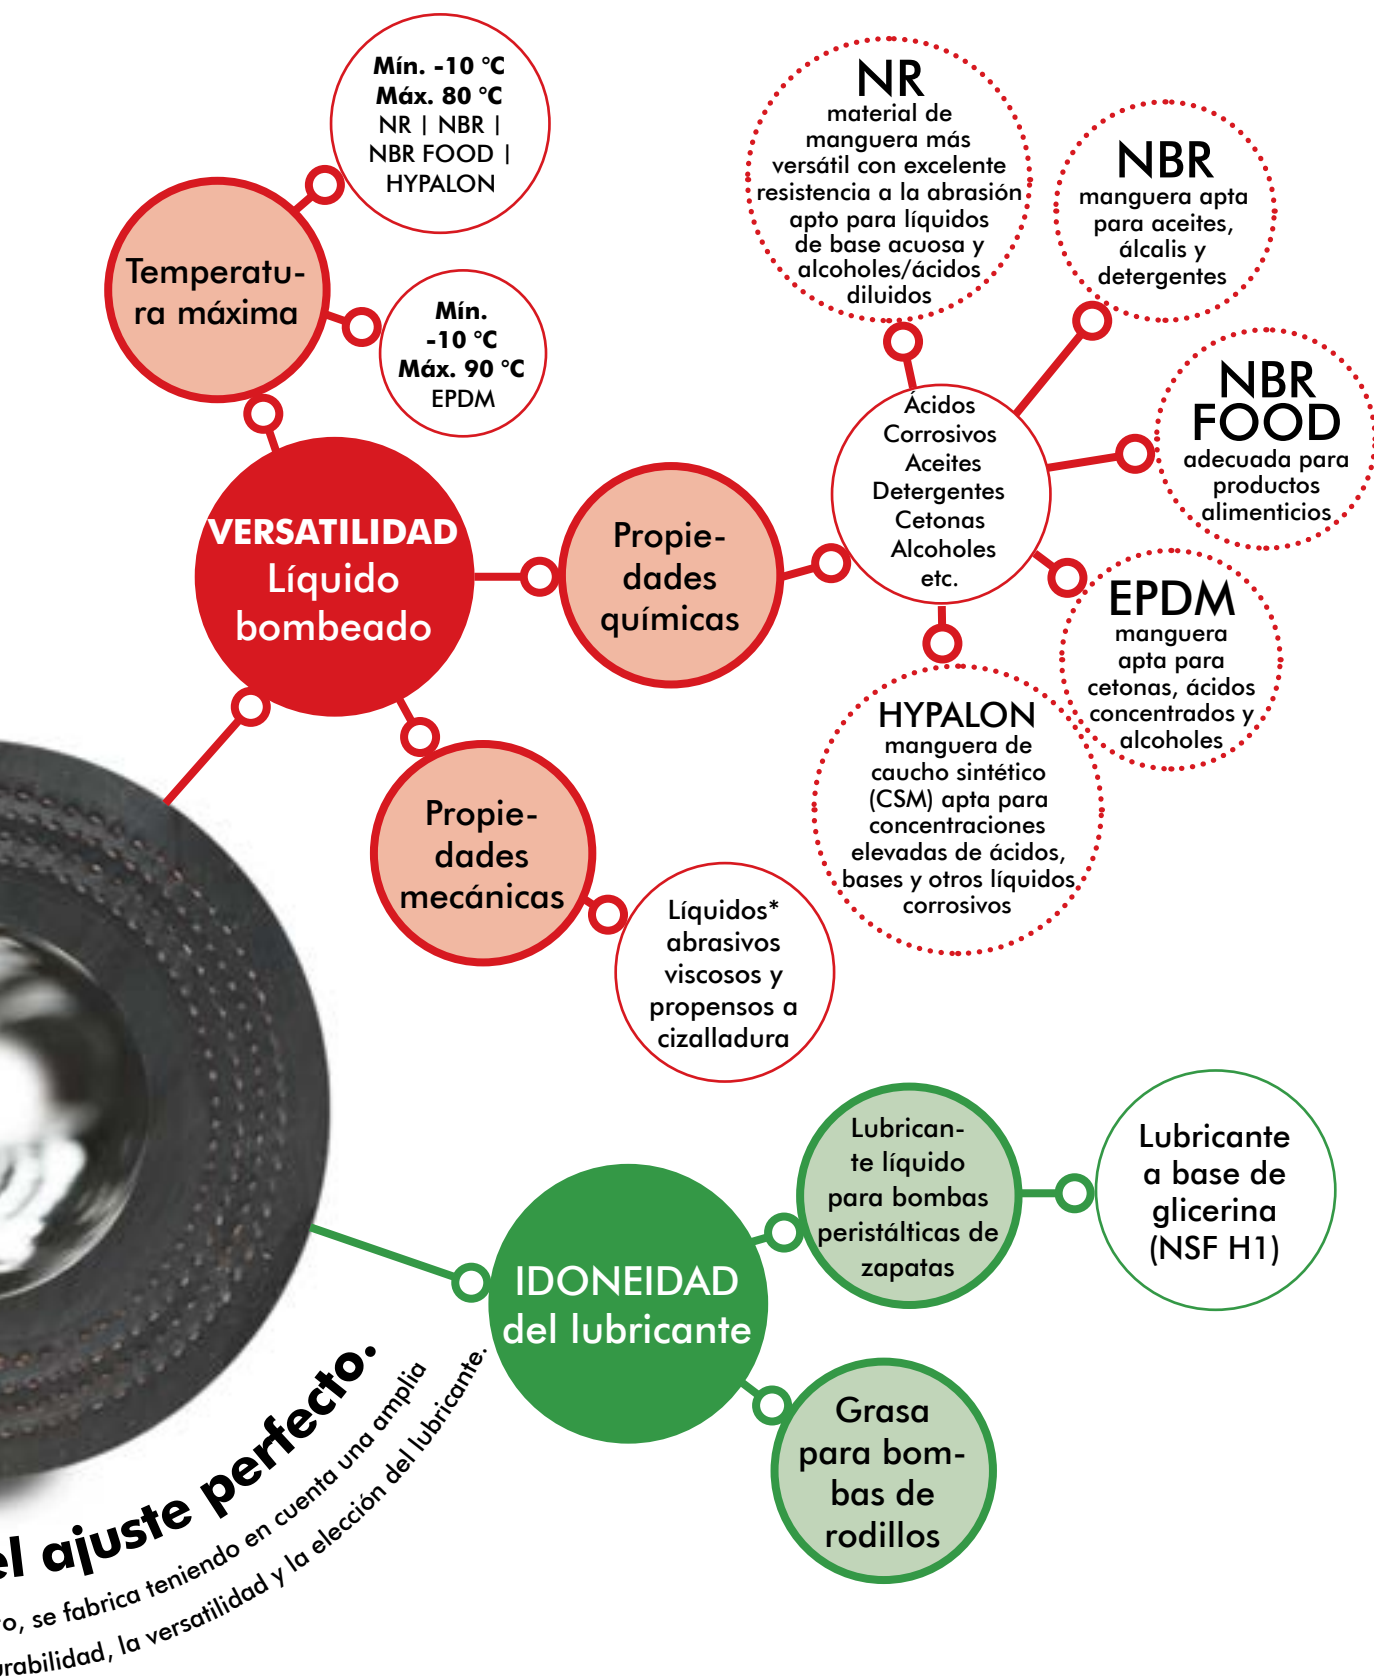 Mín. -10 °C
Máx. 80 °C
NR | NBR |
NBR FOOD |
HYPALON
Temperatu-
ra máxima
Mín.
-10 °C
Máx. 90 °C
EPDM
VERSATILIDAD
Líquido
bombeado
Propie-
dades
químicas
Ácidos
Corrosivos
Aceites
Detergentes
Cetonas
Alcoholes
etc.
NR
material de
manguera más
versátil con excelente
resistencia a la abrasión
apto para líquidos
de base acuosa y
alcoholes/ácidos
diluidos
NBR
manguera apta
para aceites,
álcalis y
detergentes
NBR
FOOD
adecuada para
productos
alimenticios
EPDM
manguera
apta para
cetonas, ácidos
concentrados y
alcoholes
HYPALON
manguera de
caucho sintético
(CSM) apta para
concentraciones
elevadas de ácidos,
bases y otros líquidos
corrosivos
Propie-
dades
mecánicas
Líquidos*
abrasivos
viscosos y
propensos a
cizalladura
IDONEIDAD
del lubricante
Lubrican-
te líquido
para bombas
peristálticas de
zapatas
Lubricante
a base de
glicerina
(NSF H1)
Grasa
para bom-
bas de
rodillos
el ajuste perfecto.
o, se fabrica teniendo en cuenta una amplia
urabilidad, la versatilidad y la elección del lubricante.